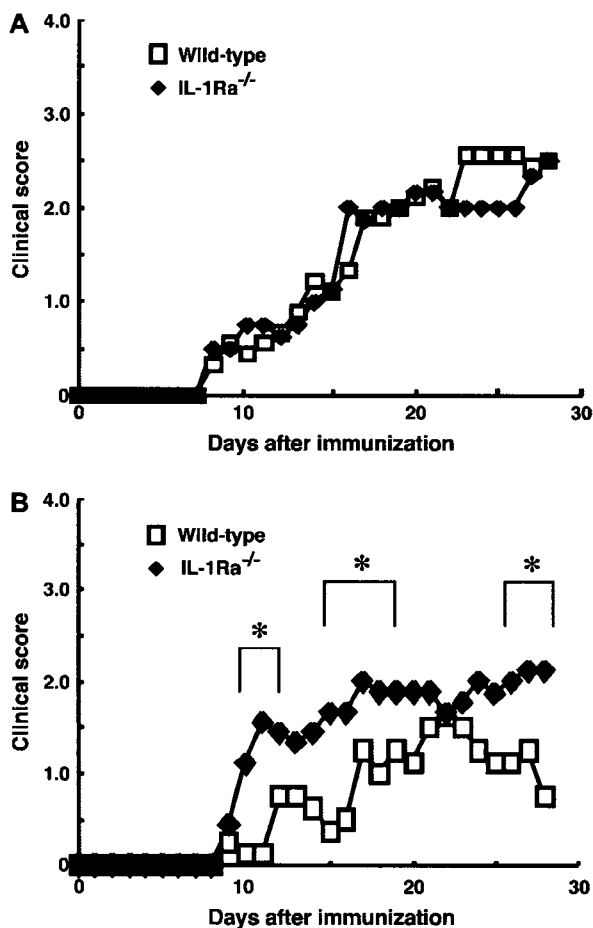 A
4.0
3.0
2.0
1.0
0
Clinical score
Wild-type
IL-1Ra-/-
0 10 20 30
Days after immunization
B
4.0
3.0
2.0
1.0
0
Clinical score
Wild-type
IL-1Ra-/-
* * *
0 10 20 30
Days after immunization